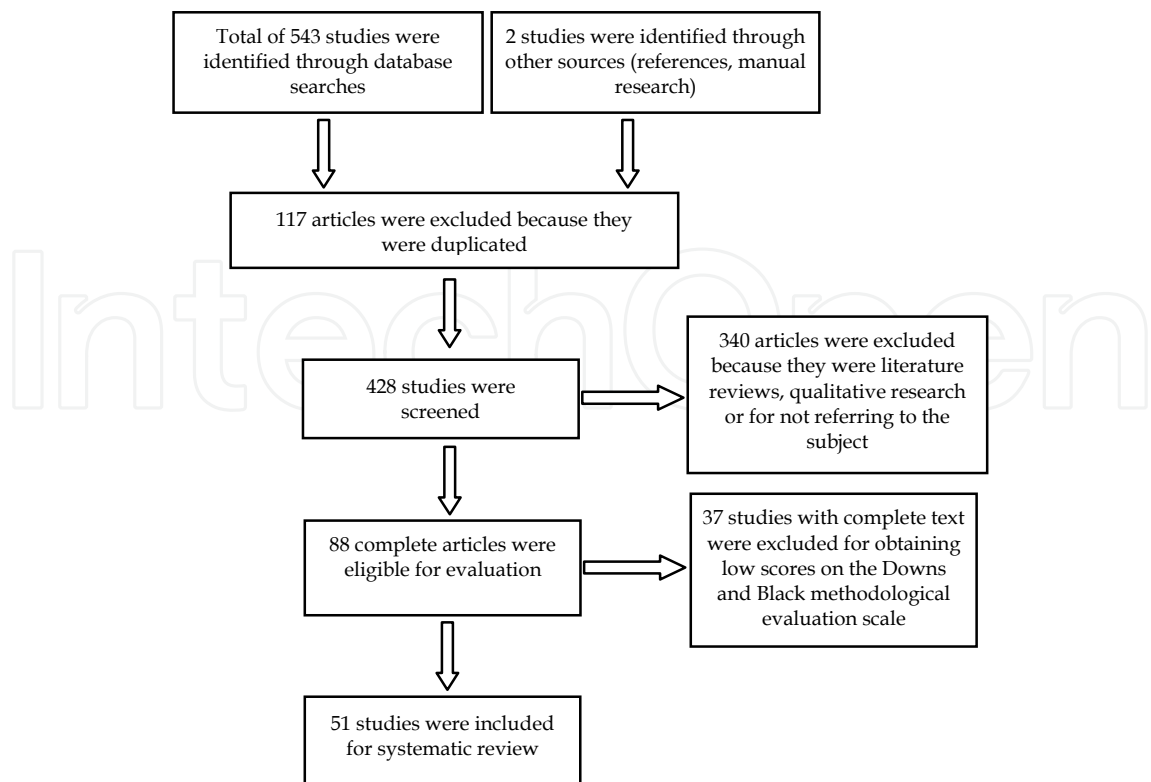 Total of 543 studies were
identified through database
searches
2 studies were identified through
other sources (references, manual
research)
117 articles were excluded because they
were duplicated
428 studies were
screened
340 articles were excluded
because they were literature
reviews, qualitative research
or for not referring to the
subject
88 complete articles were
eligible for evaluation
37 studies with complete text
were excluded for obtaining
low scores on the Downs
and Black methodological
evaluation scale
51 studies were included
for systematic review
IntechOpen